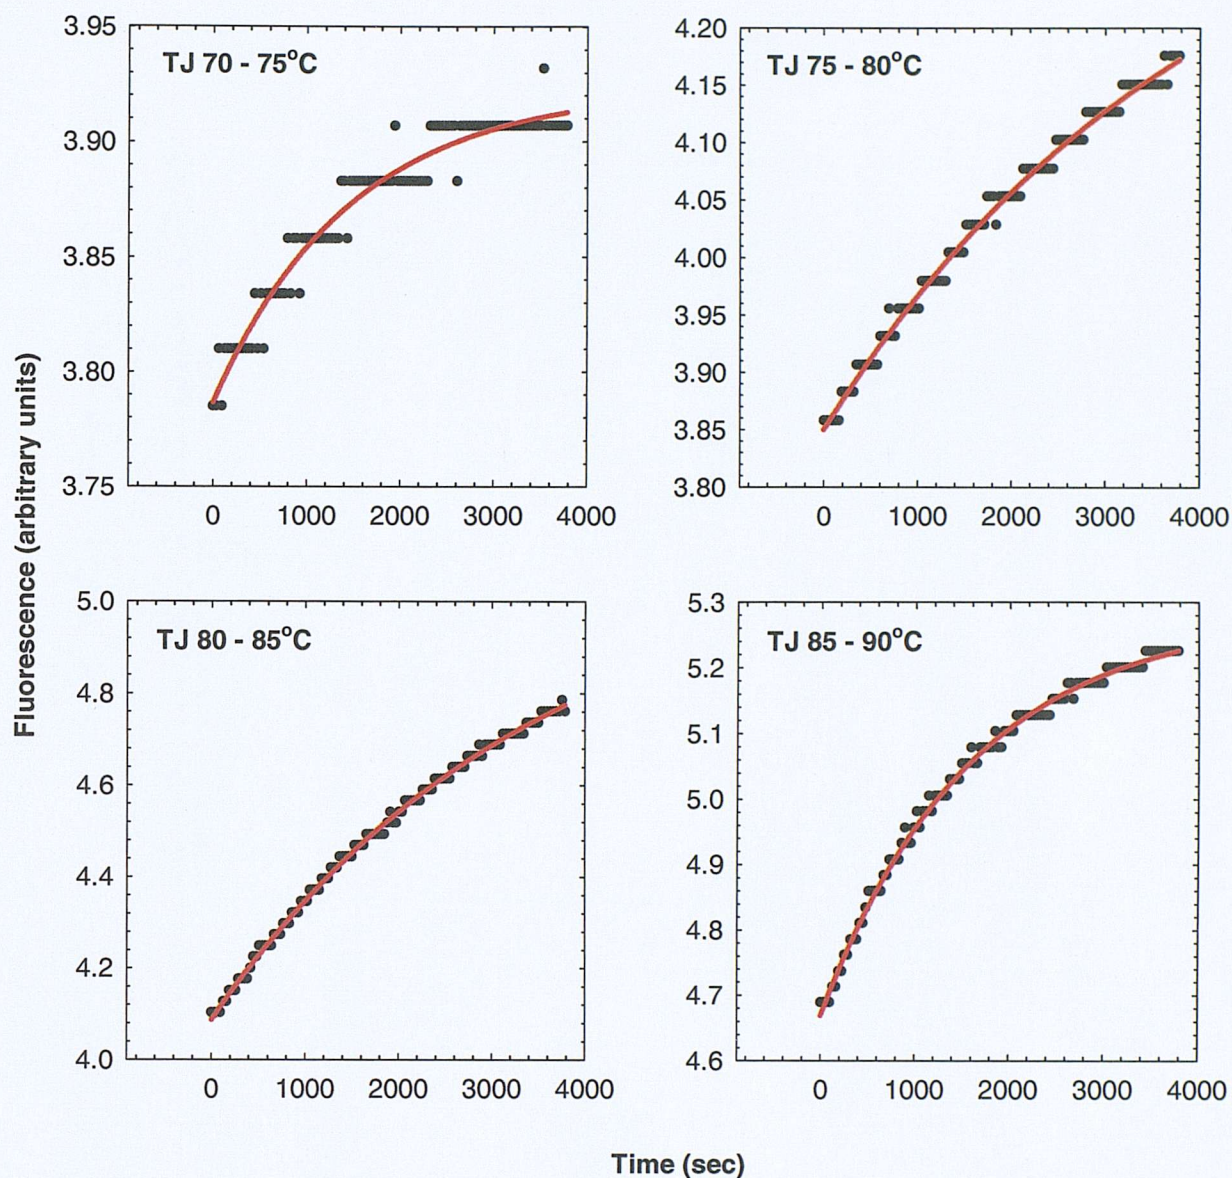 Fluorescence (arbitrary units)
TJ 70 - 75°C
3.95
3.90
3.85
3.80
3.75
0 1000 2000 3000 4000
TJ 75 - 80°C
4.20
4.15
4.10
4.05
4.00
3.95
3.90
3.85
3.80
0 1000 2000 3000 4000
TJ 80 - 85°C
5.0
4.8
4.6
4.4
4.2
4.0
0 1000 2000 3000 4000
TJ 85 - 90°C
5.3
5.2
5.1
5.0
4.9
4.8
4.7
4.6
0 1000 2000 3000 4000
Time (sec)